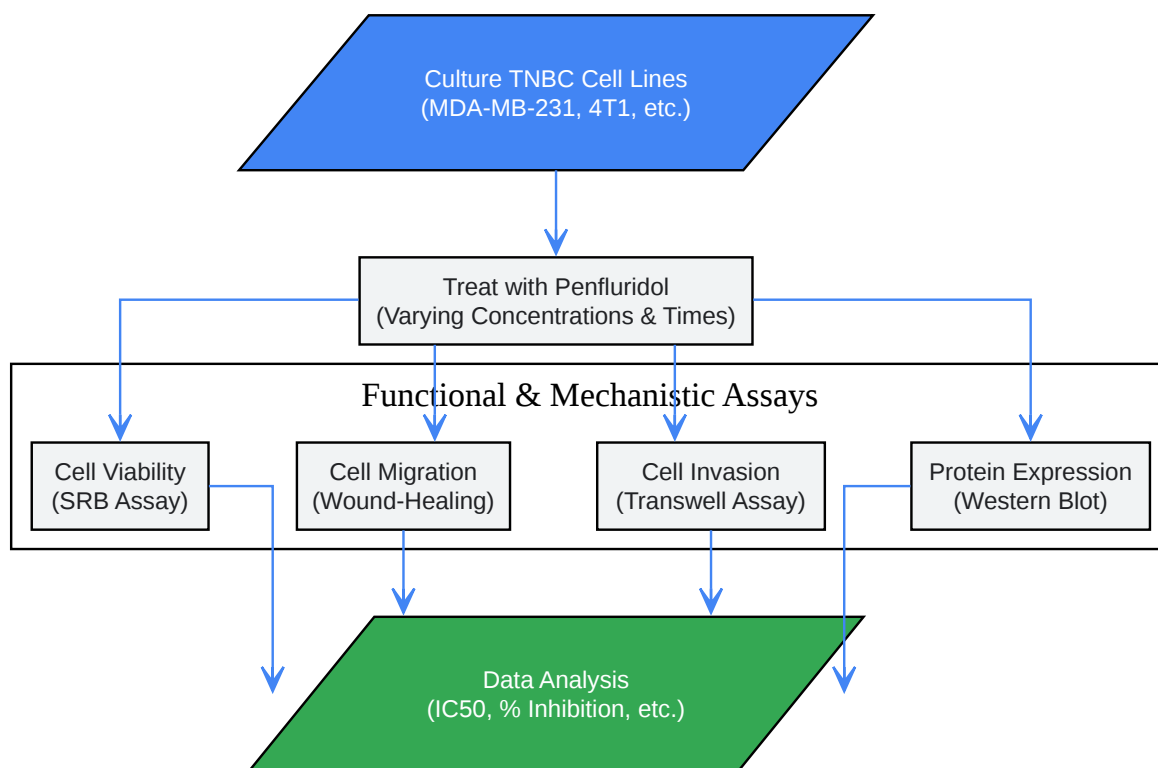 Culture TNBC Cell Lines
(MDA-MB-231, 4T1, etc.)
Treat with Penfluridol
(Varying Concentrations & Times)
Functional & Mechanistic Assays
Cell Viability
(SRB Assay)
Cell Migration
(Wound-Healing)
Cell Invasion
(Transwell Assay)
Protein Expression
(Western Blot)
Data Analysis
(IC50, % Inhibition, etc.)